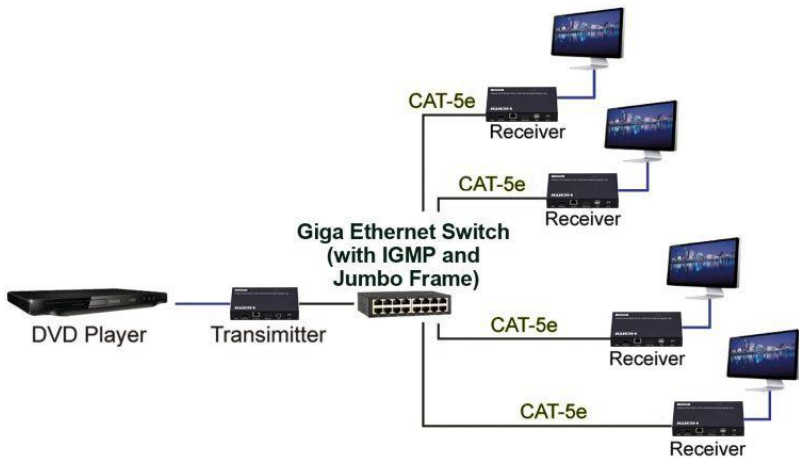 CAT-5e
Receiver
CAT-5e
Receiver
Giga Ethernet Switch
(with IGMP and
Jumbo Frame)
DVD Player
Transimitter
CAT-5e
Receiver
CAT-5e
Receiver